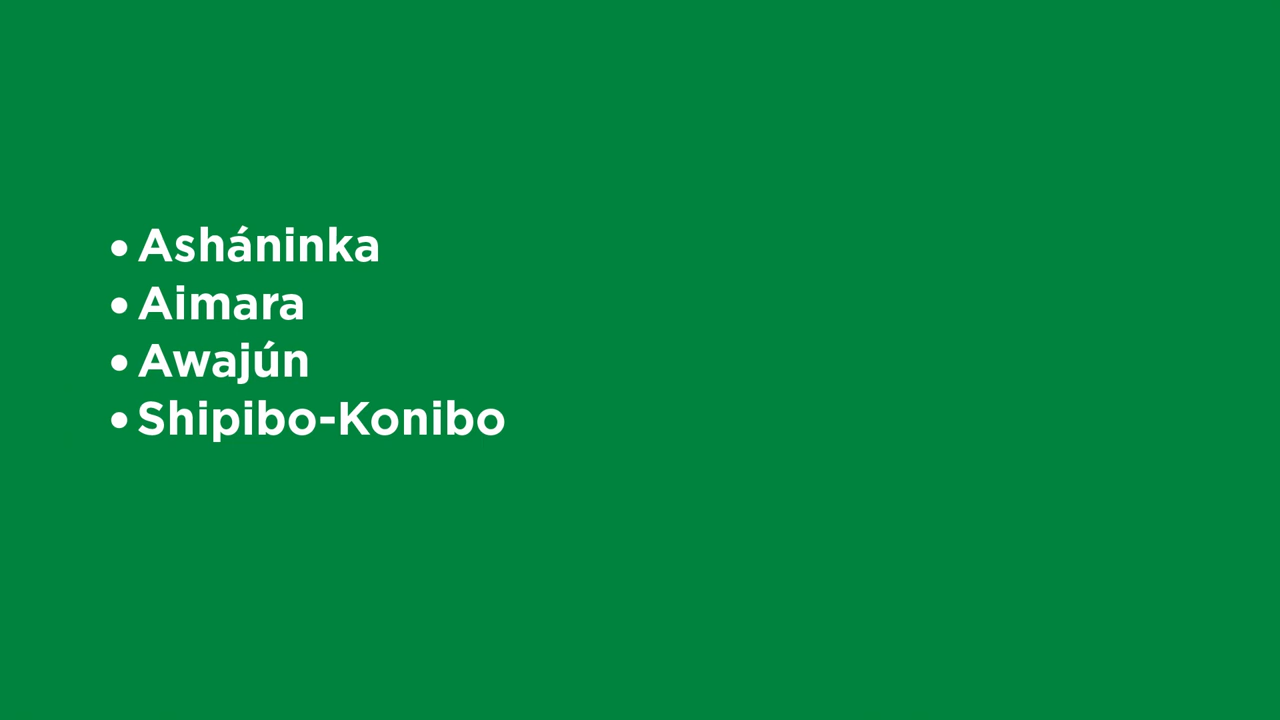 • Asháninka
• Aimara
• Awajún
• Shipibo-Konibo